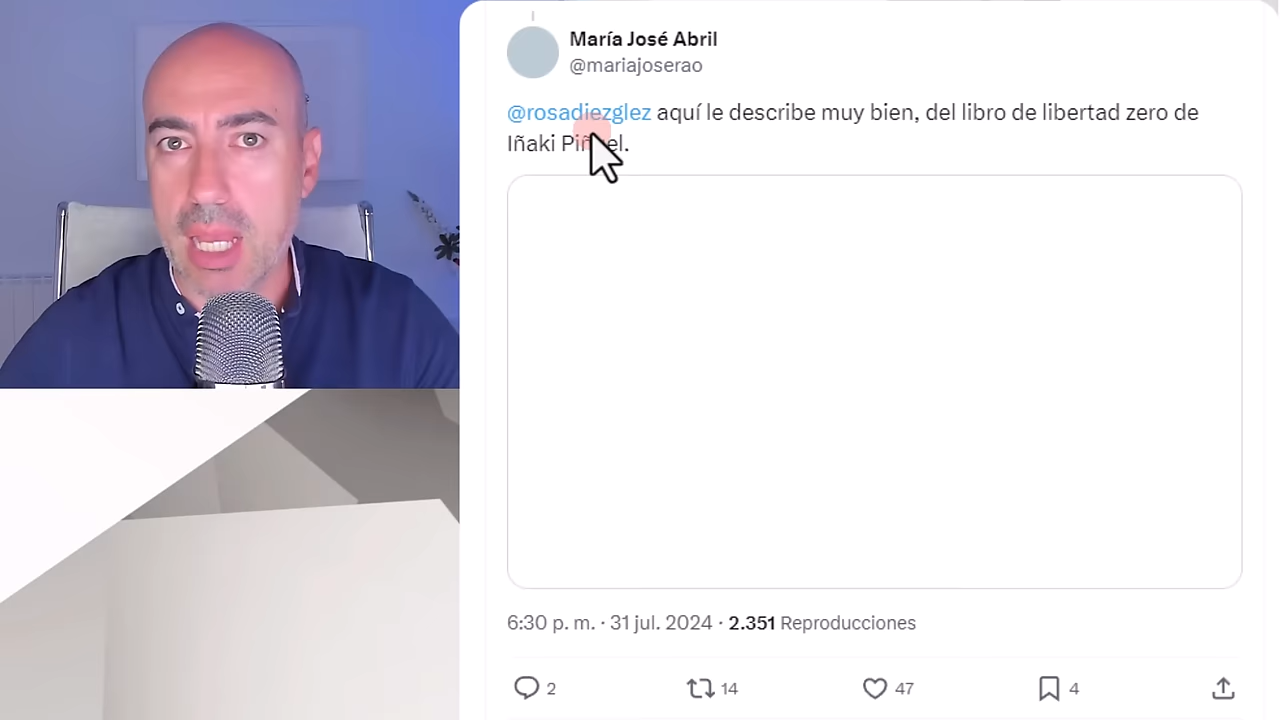 María José Abril
@mariajoserao
@rosadiezglez aquí le describe muy bien, del libro de libertad zero de
Iñaki Piñuel.
6:30 p. m. · 31 jul. 2024 · 2.351 Reproducciones
2 14 47 4